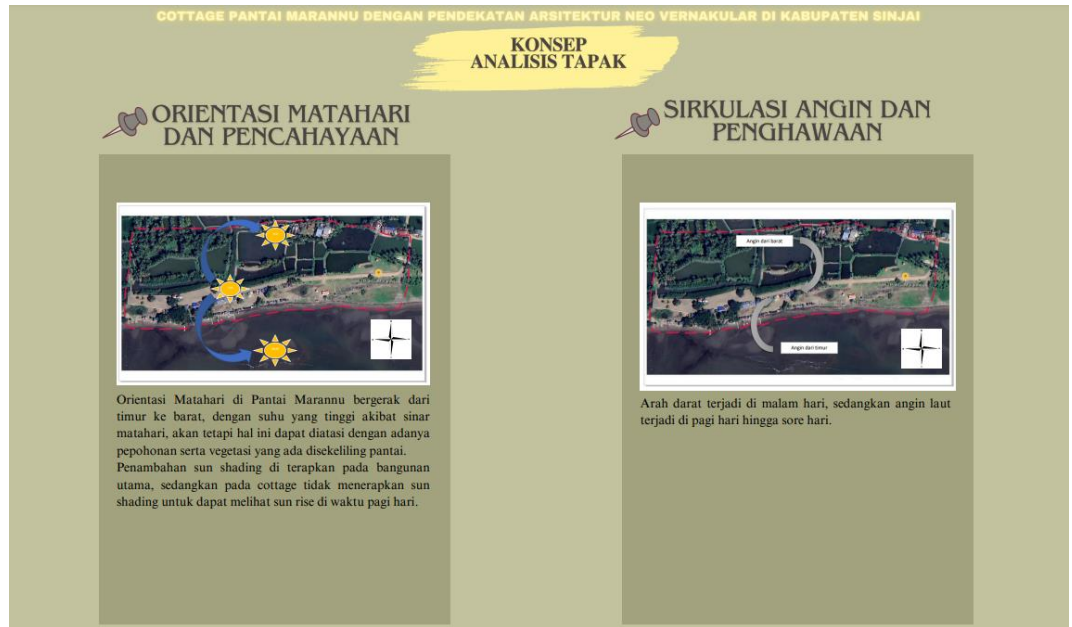 COTTAGE PANTAI MARANNU DENGAN PENDEKATAN ARSITEKTUR NEO VERNAKULAR DI KABUPATEN SINJAI
KONSEP
ANALISIS TAPAK
ORIENTASI MATAHARI
DAN PENCAHAYAAN
Orientasi Matahari di Pantai Marannu bergerak dari
timur ke barat, dengan suhu yang tinggi akibat sinar
matahari, akan tetapi hal ini dapat diatasi dengan adanya
pepohonan serta vegetasi yang ada disekeliling pantai.
Penambahan sun shading di terapkan pada bangunan
utama, sedangkan pada cottage tidak menerapkan sun
shading untuk dapat melihat sun rise di waktu pagi hari.
SIRKULASI ANGIN DAN
PENGHAWAAN
Angin dari barat
Angin dari timur
Arah darat terjadi di malam hari, sedangkan angin laut
terjadi di pagi hari hingga sore hari.